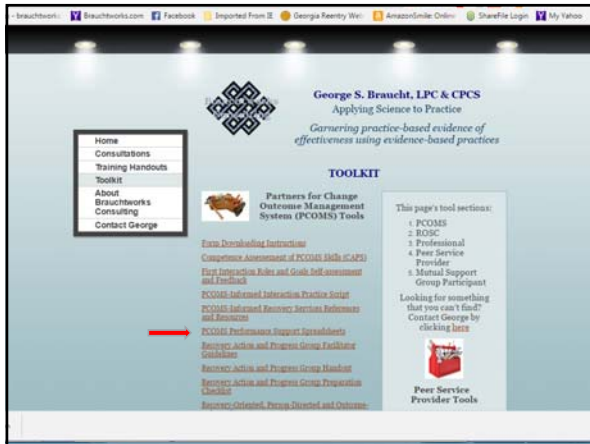 - brauchtworks
Brauchtworks.com
Facebook
Imported From IE
Georgia Reentry Web
AmazonSmile: Online
ShareFile Login
My Yahoo
George S. Braucht, LPC & CPCS
Applying Science to Practice
Garnering practice-based evidence of
effectiveness using evidence-based practices
Home
Consultations
Training Handouts
Toolkit
About
Brauchtworks
Consulting
Contact George
TOOLKIT
Partners for Change
Outcome Management
System (PCOMS) Tools
Form Downloading Instructions
Competence Assessment of PCOMS Skills (CAPS)
First Interaction Roles and Goals Self-assessment
and Feedback
PCOMS-Informed Interaction Practice Script
PCOMS-Informed Recovery Services References
and Resources
PCOMS Performance Support Spreadsheets
Recovery Action and Progress Group Facilitator
Guidelines
Recovery Action and Progress Group Handout
Recovery Action and Progress Group Preparation
Checklist
Recovery-Oriented, Person-Directed and Outcome-
This page's tool sections:
1. PCOMS
2. ROSC
3. Professional
4. Peer Service
Provider
5. Mutual Support
Group Participant
Looking for something
that you can't find?
Contact George by
clicking here
Peer Service
Provider Tools